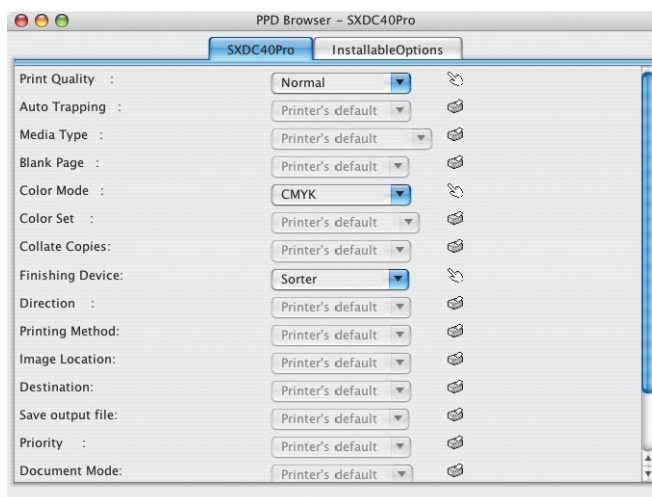 PPD Browser – SXDC40Pro
SXDC40Pro InstallableOptions
Print Quality : Normal
Auto Trapping : Printer's default
Media Type : Printer's default
Blank Page : Printer's default
Color Mode : CMYK
Color Set : Printer's default
Collate Copies: Printer's default
Finishing Device: Sorter
Direction : Printer's default
Printing Method: Printer's default
Image Location: Printer's default
Destination: Printer's default
Save output file: Printer's default
Priority : Printer's default
Document Mode: Printer's default